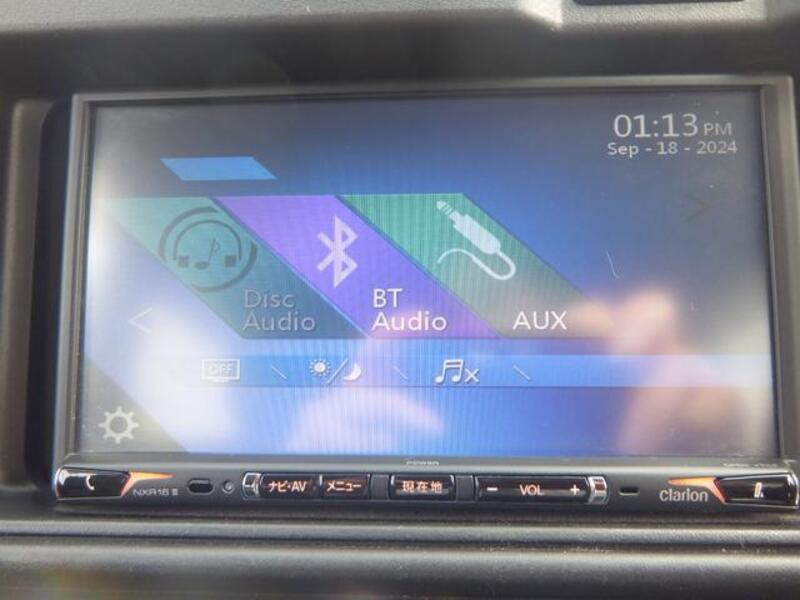 01:13 PM
Sep - 18 - 2024
Disc
Audio
BT
Audio
AUX
OFF
POWER
NXR16 II
ナビ・AV
メニュー
現在地
− VOL +
clarion